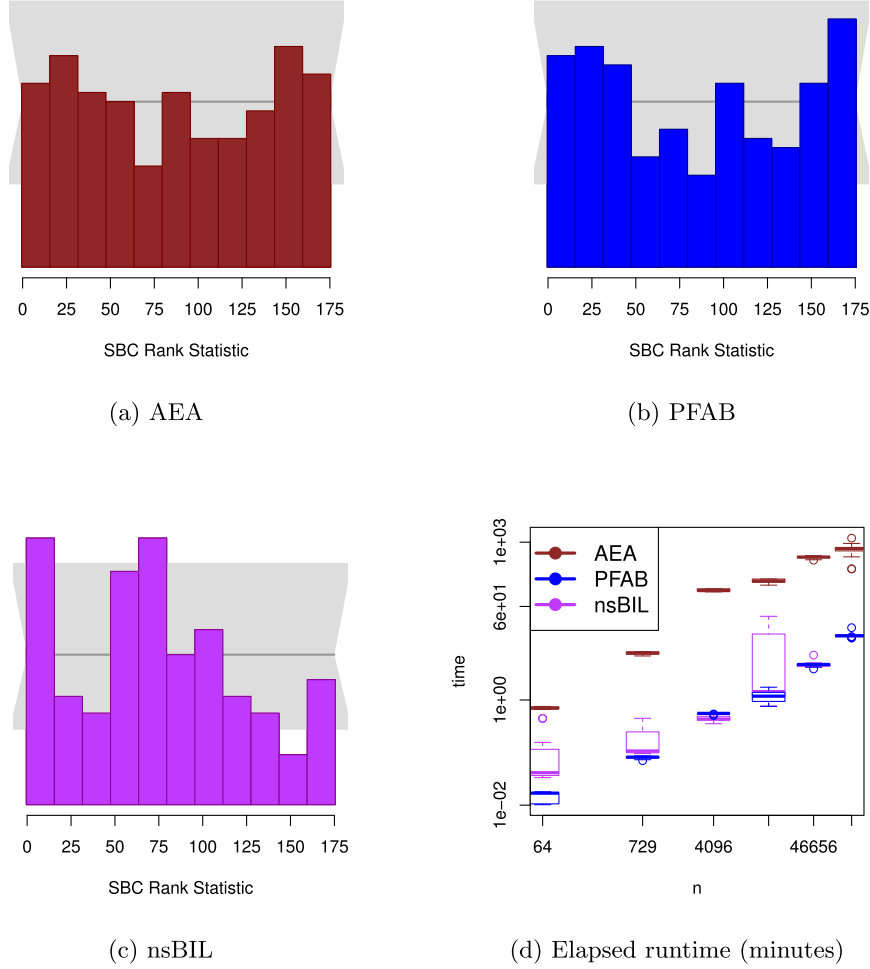 0 25 50 75 100 125 150 175
SBC Rank Statistic
(a) AEA
0 25 50 75 100 125 150 175
SBC Rank Statistic
(b) PFAB
0 25 50 75 100 125 150 175
SBC Rank Statistic
(c) nsBIL
AEA
PFAB
nsBIL
1e+03
6e+01
1e+00
1e-02
time
64 729 4096 46656
n
(d) Elapsed runtime (minutes)